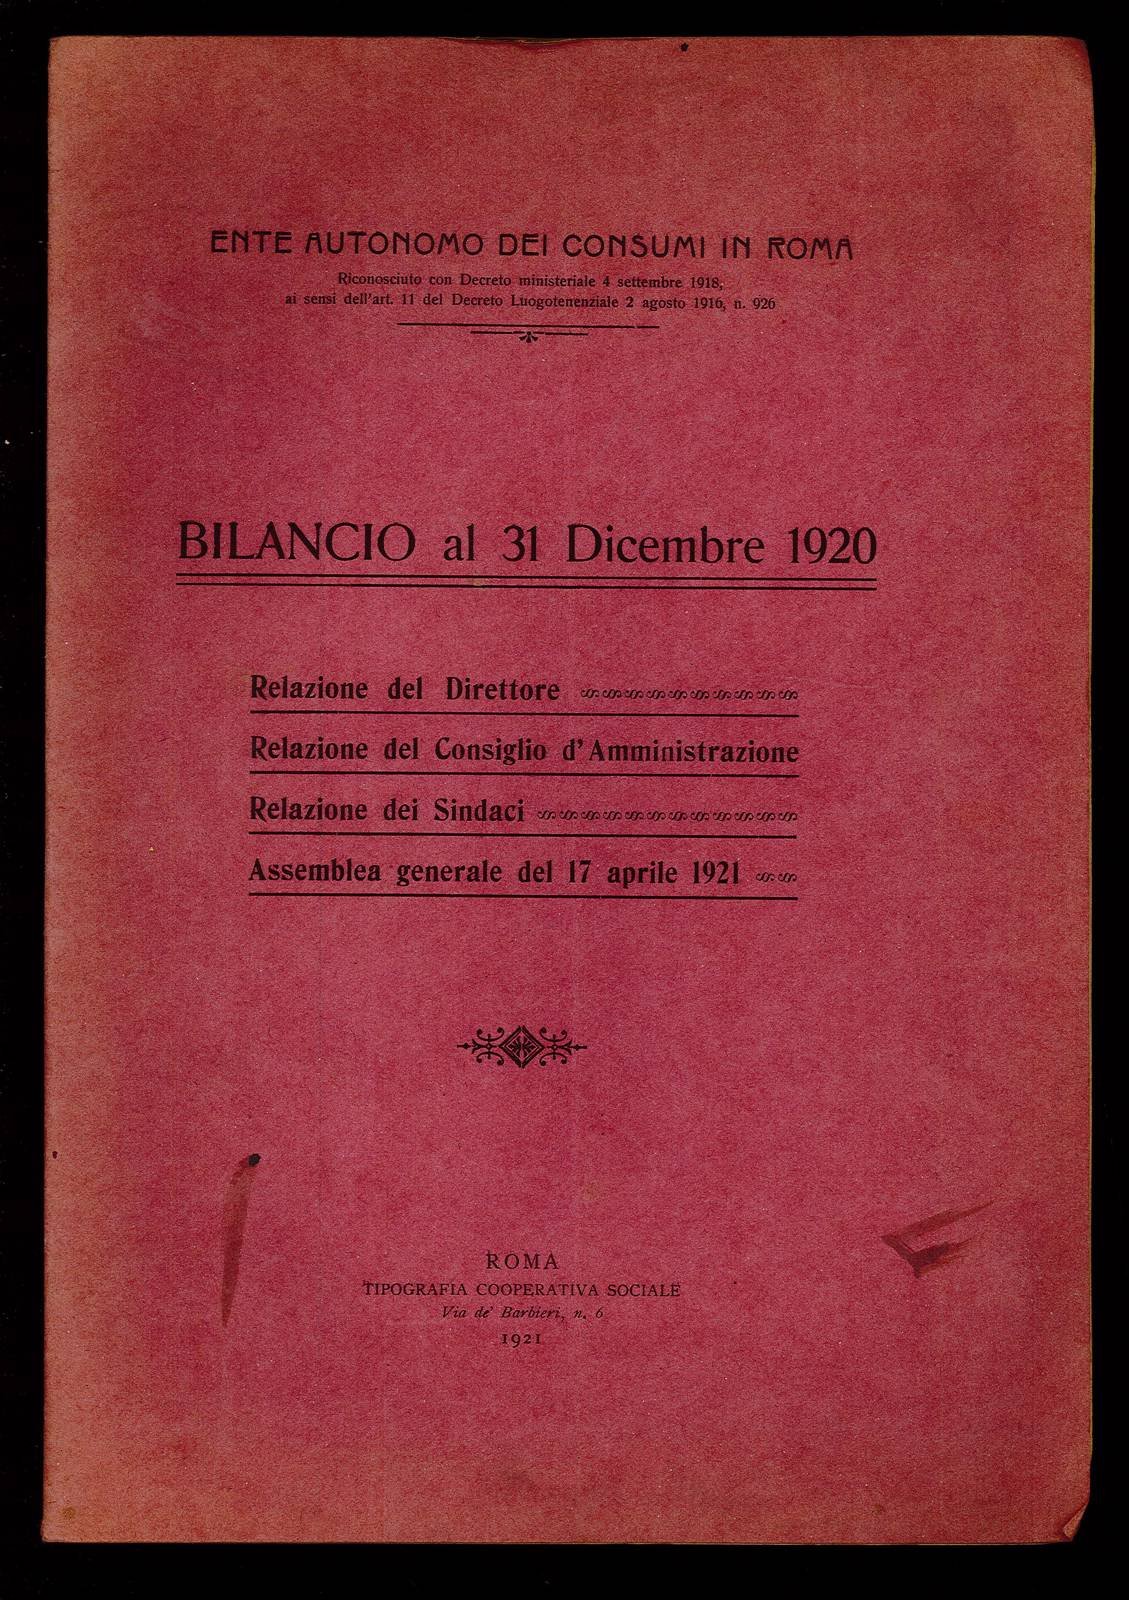 ENTE AUTONOMO DEI CONSUMI IN ROMA
Riconosciuto con Decreto ministeriale 4 settembre 1918,
ai sensi dell'art. 11 del Decreto Luogotenenziale 2 agosto 1916, n. 926
BILANCIO al 31 Dicembre 1920
Relazione del Direttore
Relazione del Consiglio d'Amministrazione
Relazione dei Sindaci
Assemblea generale del 17 aprile 1921
ROMA
TIPOGRAFIA COOPERATIVA SOCIALE
Via de' Barbieri, n. 6
1921